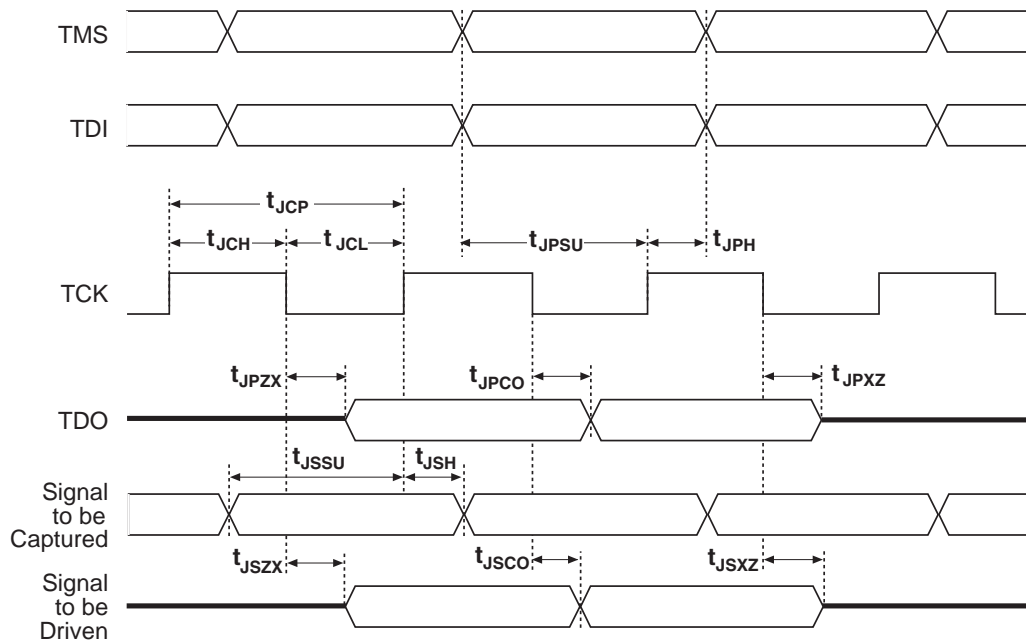 TMS
TDI
tJCP
tJCH tJCL tJPSU tJPH
TCK
tJPZX tJPCO tJPXZ
TDO
tJSSU tJSH
Signal
to be
Captured
tJSZX tJSCO tJSXZ
Signal
to be
Driven